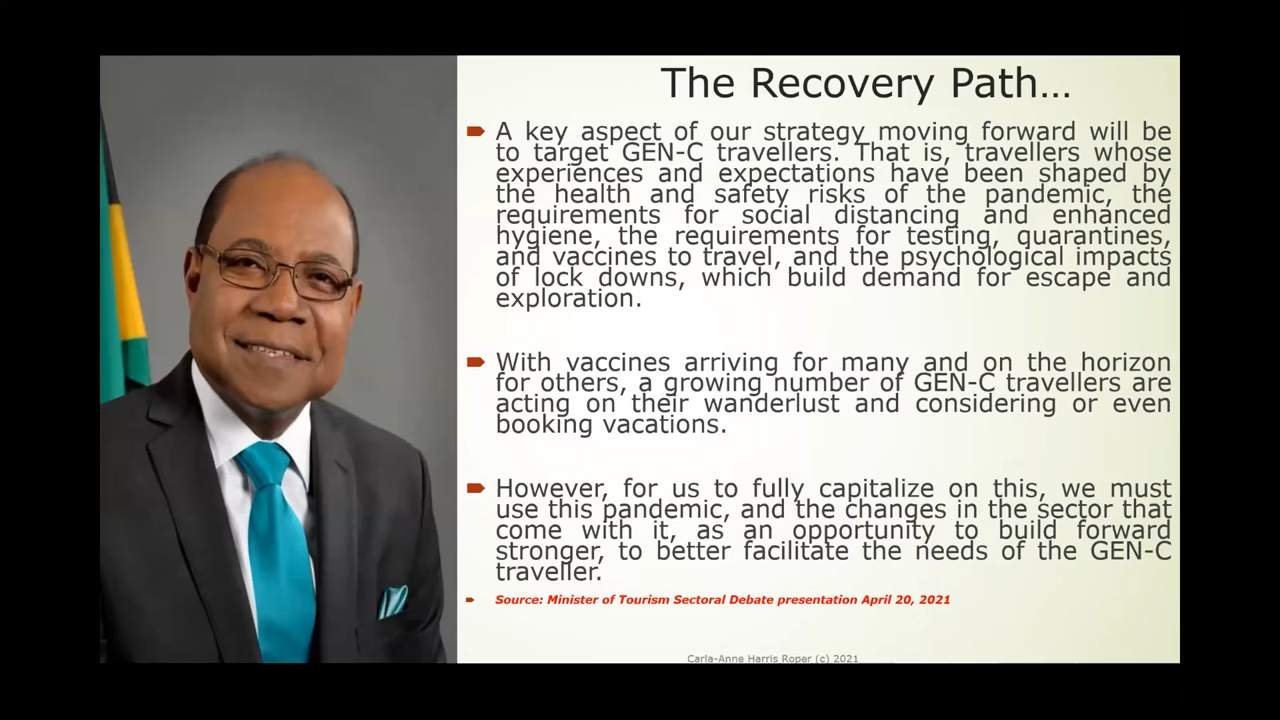 The Recovery Path...
A key aspect of our strategy moving forward will be
to target GEN-C travellers. That is, travellers whose
experiences and expectations have been shaped by
the health and safety risks of the pandemic, the
requirements for social distancing and enhanced
hygiene, the requirements for testing, quarantines,
and vaccines to travel, and the psychological impacts
of lock downs, which build demand for escape and
exploration.
With vaccines arriving for many and on the horizon
for others, a growing number of GEN-C travellers are
acting on their wanderlust and considering or even
booking vacations.
However, for us to fully capitalize on this, we must
use this pandemic, and the changes in the sector that
come with it, as an opportunity to build forward
stronger, to better facilitate the needs of the GEN-C
traveller.
Source: Minister of Tourism Sectoral Debate presentation April 20, 2021
Carla-Anne Harris Roper (c) 2021